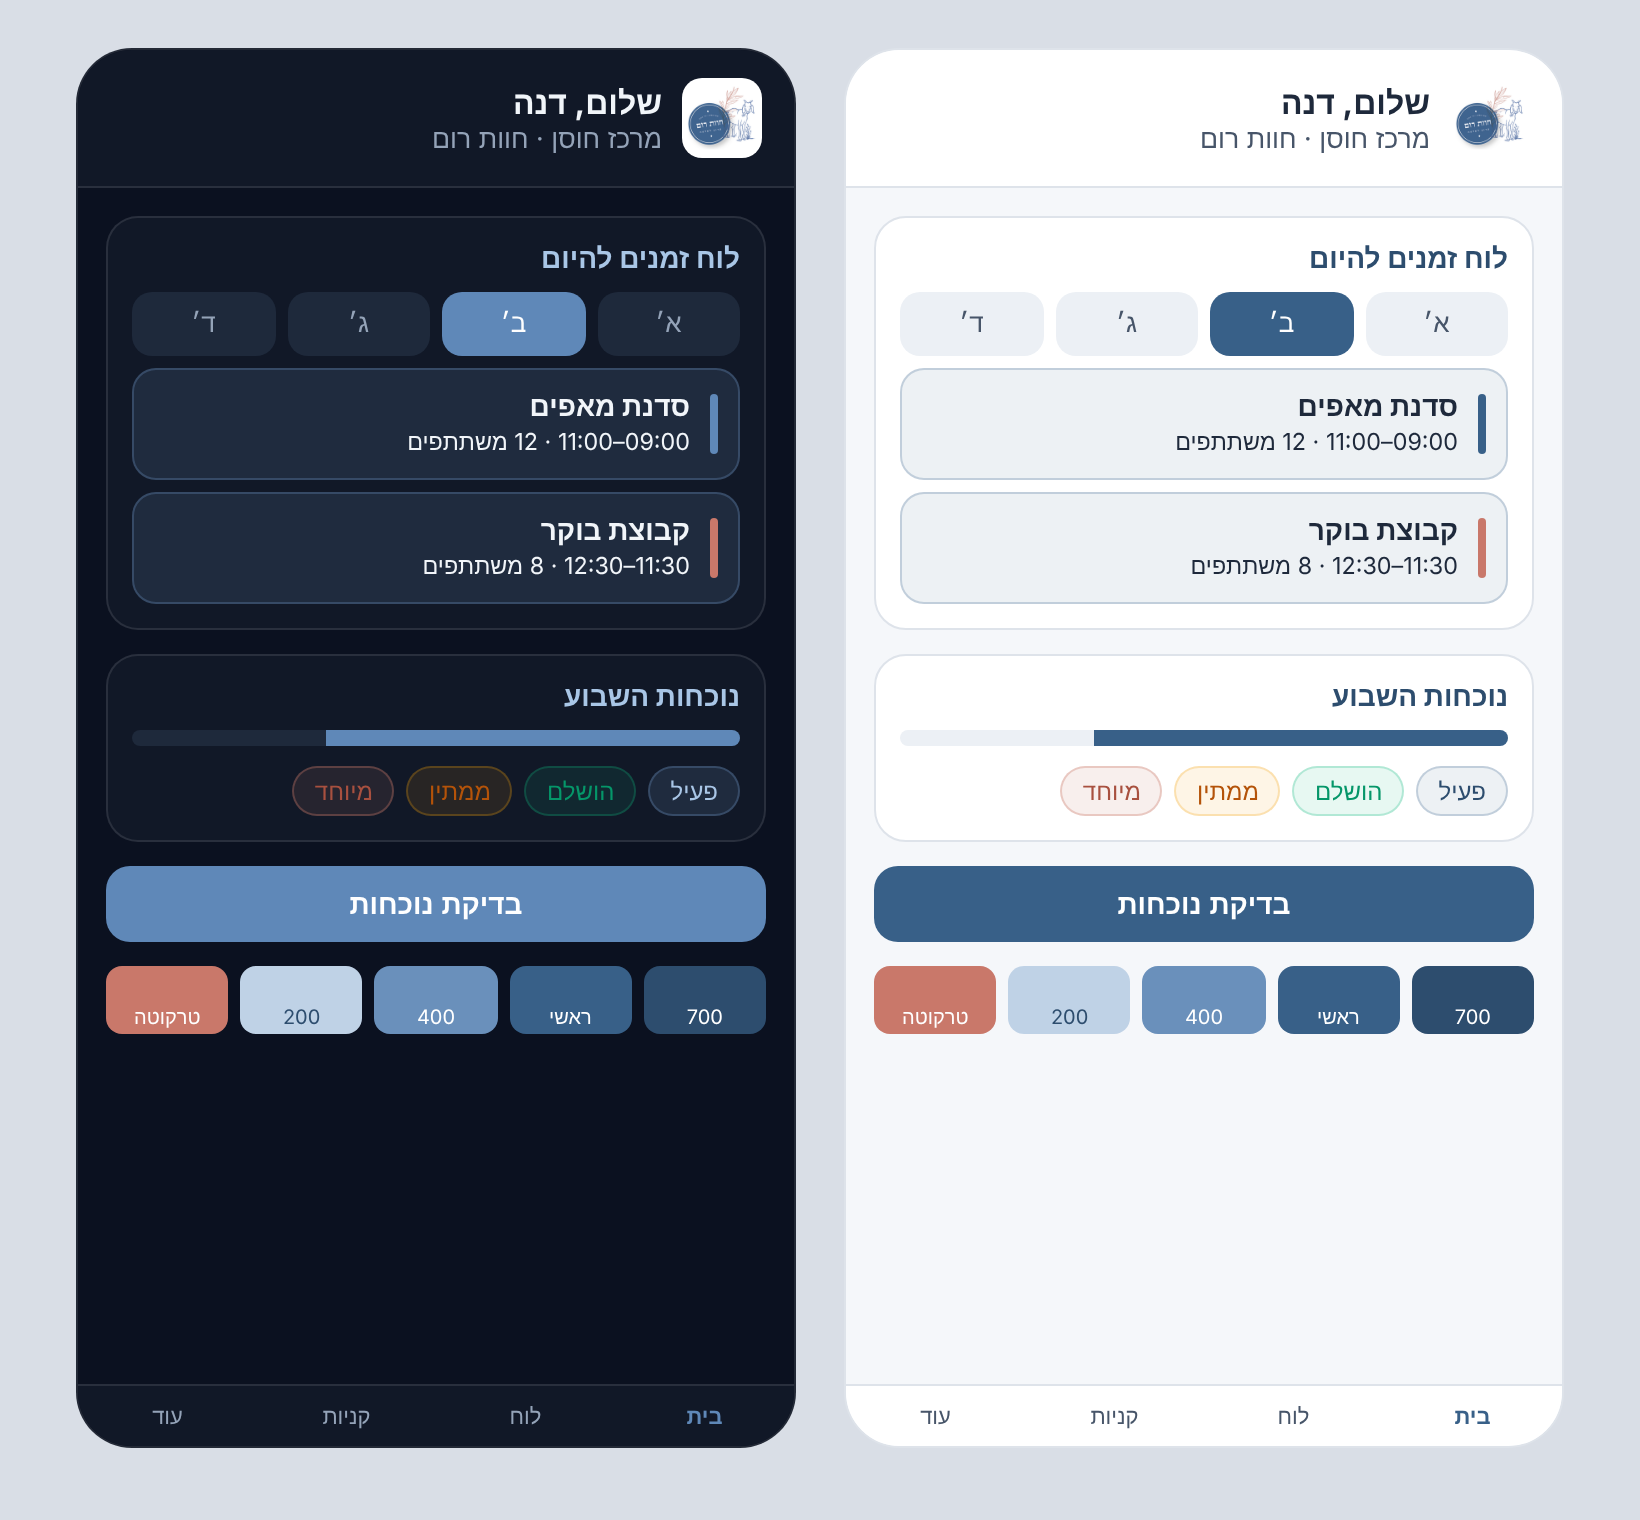 שלום, דנה
מרכז חוסן · חוות רום
חוות רום
לוח זמנים להיום
א׳
ב׳
ג׳
ד׳
סדנת מאפים
09:00–11:00 · 12 משתתפים
קבוצת בוקר
11:30–12:30 · 8 משתתפים
נוכחות השבוע
פעיל
הושלם
ממתין
מיוחד
בדיקת נוכחות
700
ראשי
400
200
טרקוטה
בית
לוח
קניות
עוד
שלום, דנה
מרכז חוסן · חוות רום
חוות רום
לוח זמנים להיום
א׳
ב׳
ג׳
ד׳
סדנת מאפים
09:00–11:00 · 12 משתתפים
קבוצת בוקר
11:30–12:30 · 8 משתתפים
נוכחות השבוע
פעיל
הושלם
ממתין
מיוחד
בדיקת נוכחות
700
ראשי
400
200
טרקוטה
בית
לוח
קניות
עוד